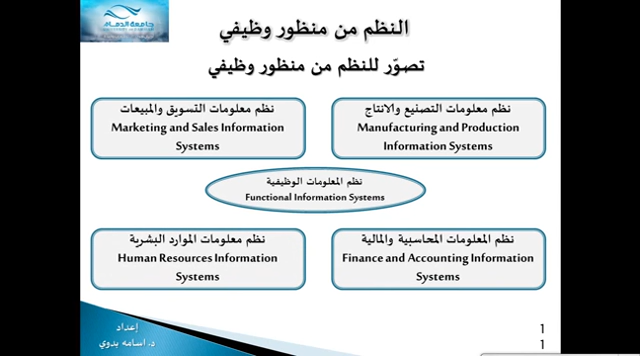 جامعة الدمام
النظم من منظور وظيفي
تصوّر للنظم من منظور وظيفي
نظم معلومات التصنيع والانتاج
Manufacturing and Production
Information Systems
نظم معلومات التسويق والمبيعات
Marketing and Sales Information
Systems
نظم المعلومات الوظيفية
Functional Information Systems
نظم المعلومات المحاسبية والمالية
Finance and Accounting Information
Systems
نظم معلومات الموارد البشرية
Human Resources Information
Systems
إعداد
د. اسامه بدوي
1
1